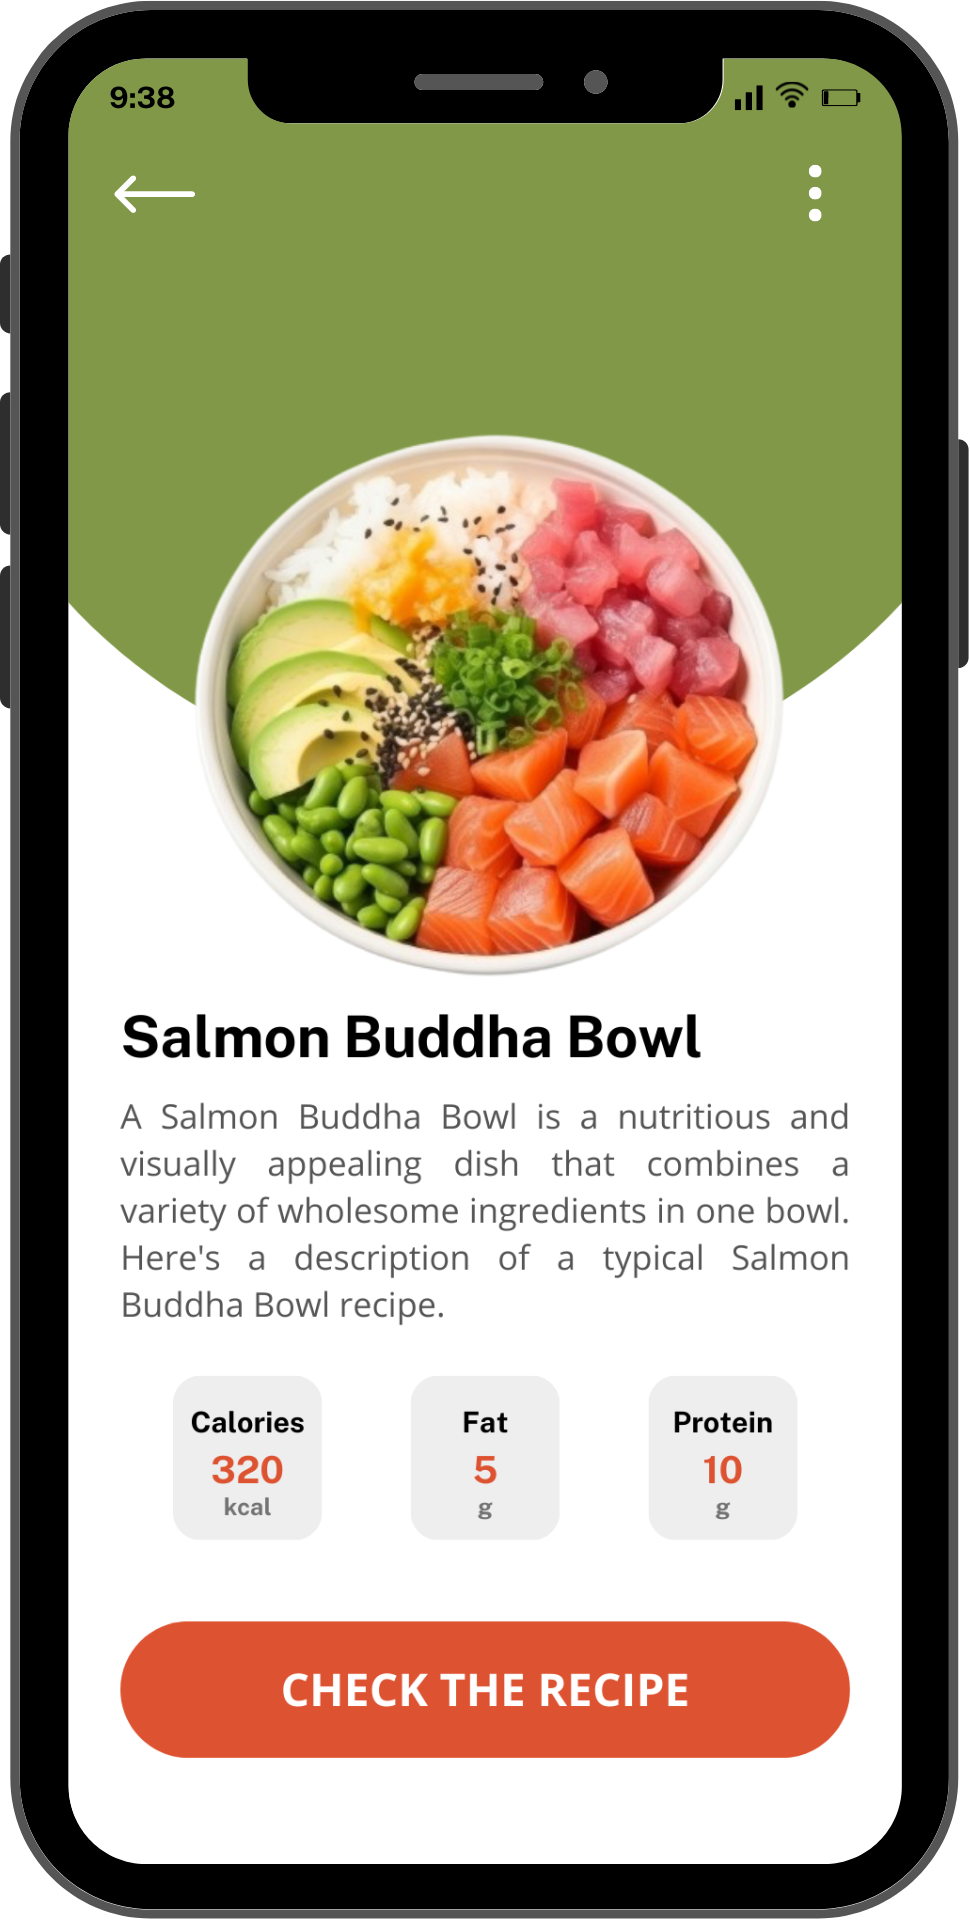 9:38
Salmon Buddha Bowl
A Salmon Buddha Bowl is a nutritious and
visually appealing dish that combines a
variety of wholesome ingredients in one bowl.
Here's a description of a typical Salmon
Buddha Bowl recipe.
Calories
320
kcal
Fat
5
g
Protein
10
g
CHECK THE RECIPE